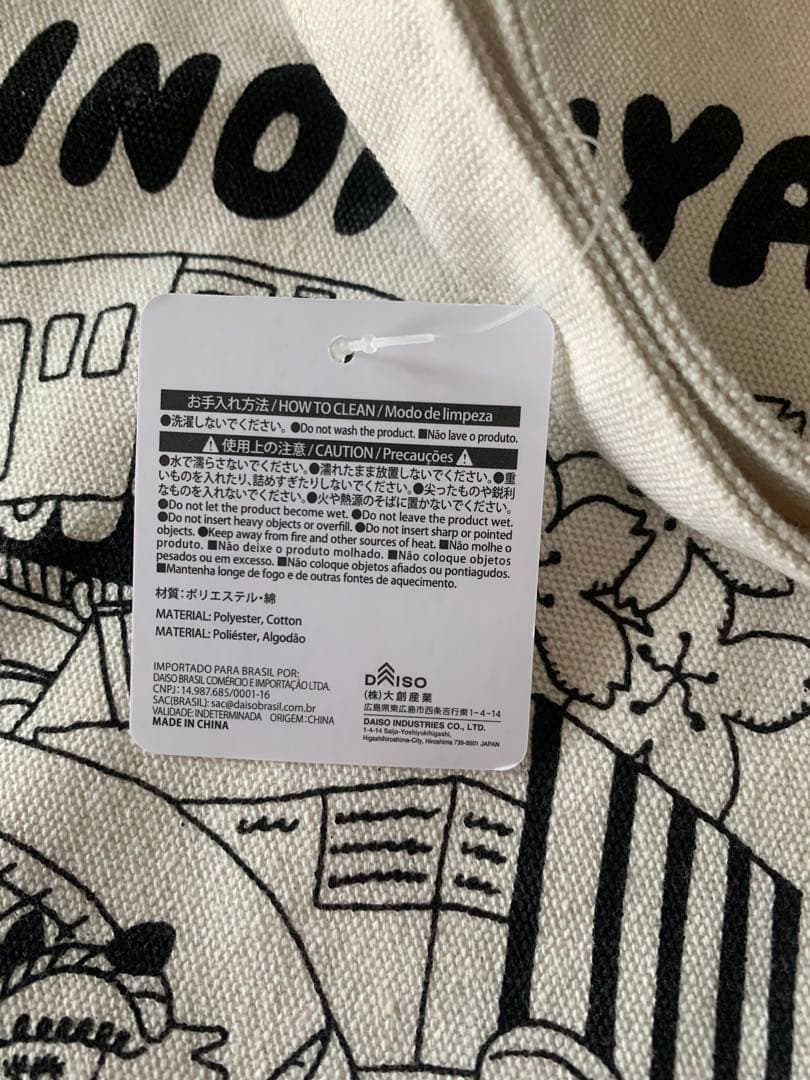 INO YA
お手入れ方法/HOW TO CLEAN/Modo de limpeza
●洗濯しないでください。●Do not wash the product. ■Não lave o produto.
⚠使用上の注意/CAUTION/Precauções⚠
●水で濡らさないでください。●濡れたまま放置しないでください。●重
いものを入れたり、詰めすぎたりしないでください。●尖ったものや鋭利
なものを入れないでください。●火や熱源のそばに置かないでください。
●Do not let the product become wet. ●Do not leave the product wet.
●Do not insert heavy objects or overfill. ●Do not insert sharp or pointed
objects. ●Keep away from fire and other sources of heat. ■Não molhe o
produto. ■Não deixe o produto molhado. ■Não coloque objetos
pesados ou em excesso. ■Não coloque objetos afiados ou pontiagudos.
■Mantenha longe de fogo e de outras fontes de aquecimento.
材質:ポリエステル・綿
MATERIAL: Polyester, Cotton
MATERIAL: Poliéster, Algodão
IMPORTADO PARA BRASIL POR:
DAISO BRASIL COMÉRCIO E IMPORTAÇÃO LTDA.
CNPJ: 14.987.685/0001-16
SAC(BRASIL): sac@daisobrasil.com.br
VALIDADE: INDETERMINADA ORIGEM: CHINA
MADE IN CHINA
DAISO
(株)大創産業
広島県東広島市西条吉行東1-4-14
DAISO INDUSTRIES CO., LTD.
1-4-14 Saijo-Yoshiyukihigashi,
Higashihiroshima-City, Hiroshima 739-8501 JAPAN